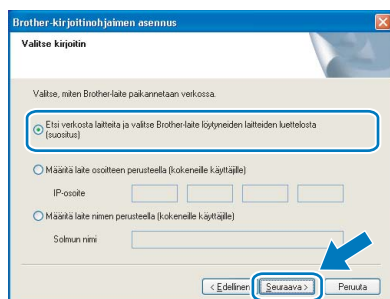 Brother-kirjoitinohjaimen asennus
Valitse kirjoitin
Valitse, miten Brother-laite paikannetaan verkossa.
Etsi verkosta laitteita ja valitse Brother-laite löytyneiden laitteiden luettelosta
(suositus)
Määritä laite osoitteen perusteella (kokeneille käyttäjille)
IP-osoite
Määritä laite nimen perusteella (kokeneille käyttäjille)
Solmun nimi
< Edellinen Seuraava > Peruuta